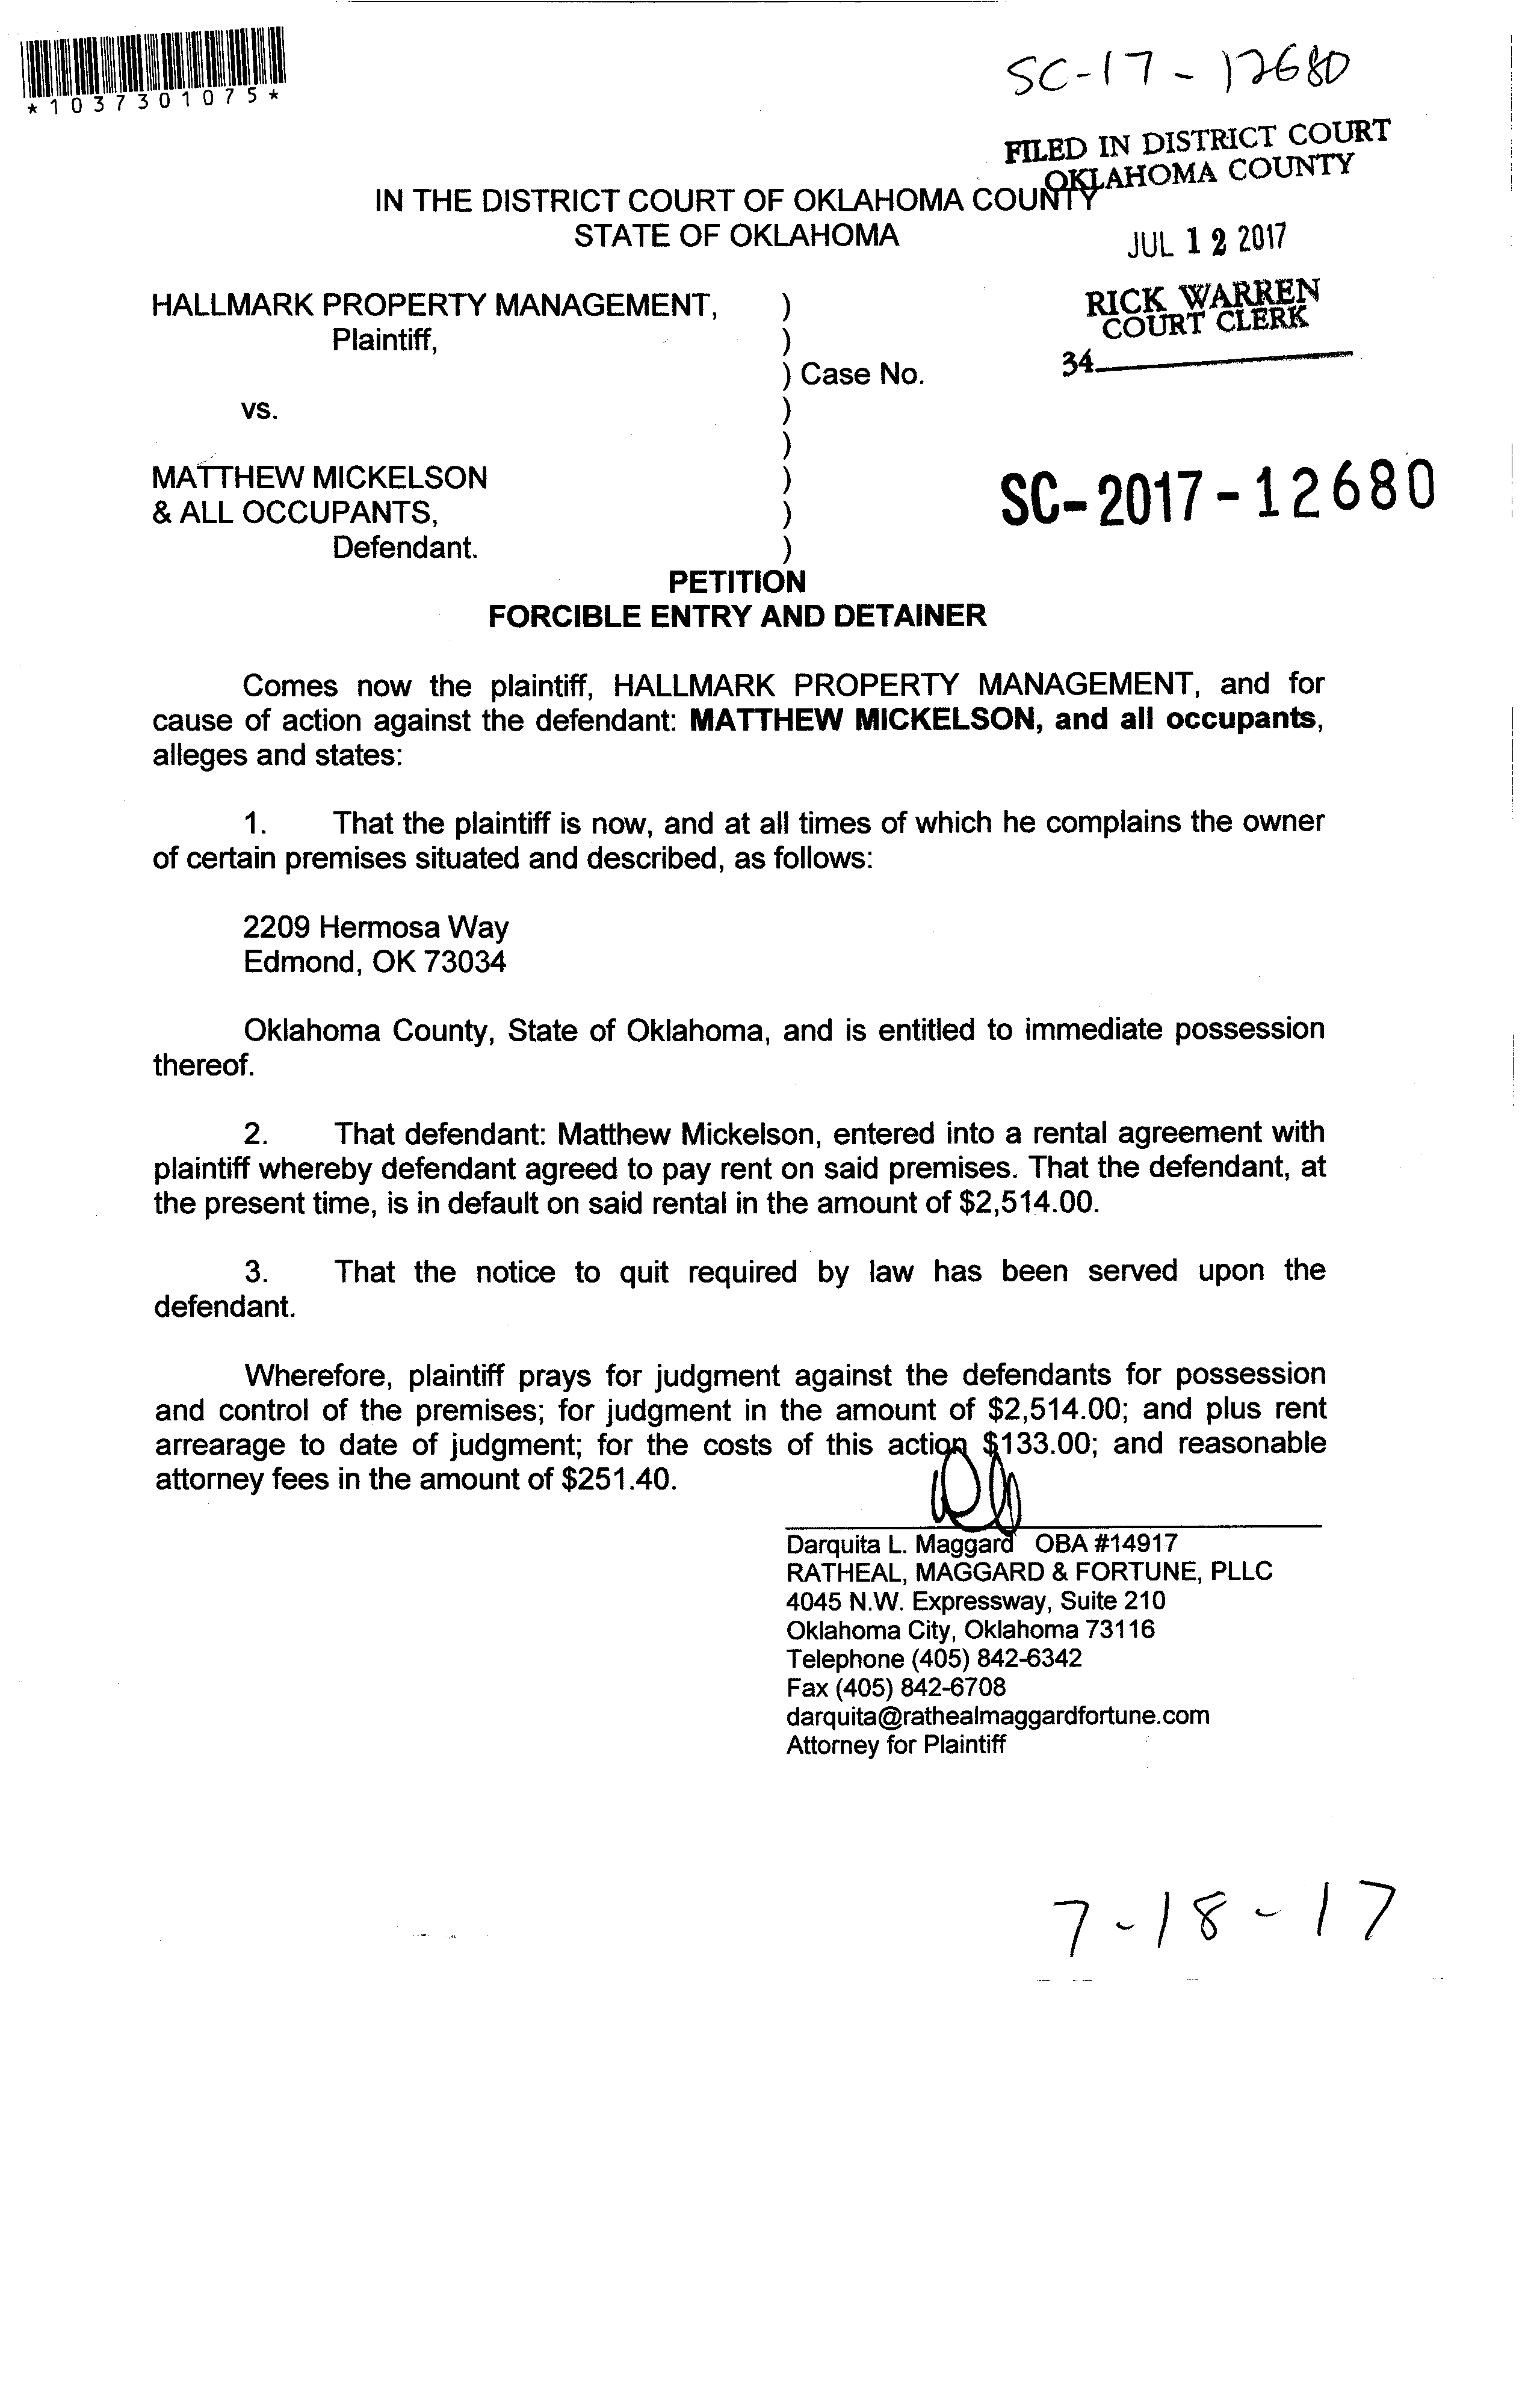 *1037301075*
SC-17-12680
FILED IN DISTRICT COURT
OKLAHOMA COUNTY
IN THE DISTRICT COURT OF OKLAHOMA COUNTY
STATE OF OKLAHOMA
JUL 12 2017
RICK WARREN
COURT CLERK
34
HALLMARK PROPERTY MANAGEMENT, )
Plaintiff, )
) Case No.
vs. )
)
MATTHEW MICKELSON )
& ALL OCCUPANTS, )
Defendant. )
SC-2017-12680
PETITION
FORCIBLE ENTRY AND DETAINER
Comes now the plaintiff, HALLMARK PROPERTY MANAGEMENT, and for
cause of action against the defendant: MATTHEW MICKELSON, and all occupants,
alleges and states:
1. That the plaintiff is now, and at all times of which he complains the owner
of certain premises situated and described, as follows:
2209 Hermosa Way
Edmond, OK 73034
Oklahoma County, State of Oklahoma, and is entitled to immediate possession
thereof.
2. That defendant: Matthew Mickelson, entered into a rental agreement with
plaintiff whereby defendant agreed to pay rent on said premises. That the defendant, at
the present time, is in default on said rental in the amount of $2,514.00.
3. That the notice to quit required by law has been served upon the
defendant.
Wherefore, plaintiff prays for judgment against the defendants for possession
and control of the premises; for judgment in the amount of $2,514.00; and plus rent
arrearage to date of judgment; for the costs of this action $133.00; and reasonable
attorney fees in the amount of $251.40.
Darquita L. Maggard OBA #14917
RATHEAL, MAGGARD & FORTUNE, PLLC
4045 N.W. Expressway, Suite 210
Oklahoma City, Oklahoma 73116
Telephone (405) 842-6342
Fax (405) 842-6708
darquita@rathealmaggardfortune.com
Attorney for Plaintiff
7-18-17